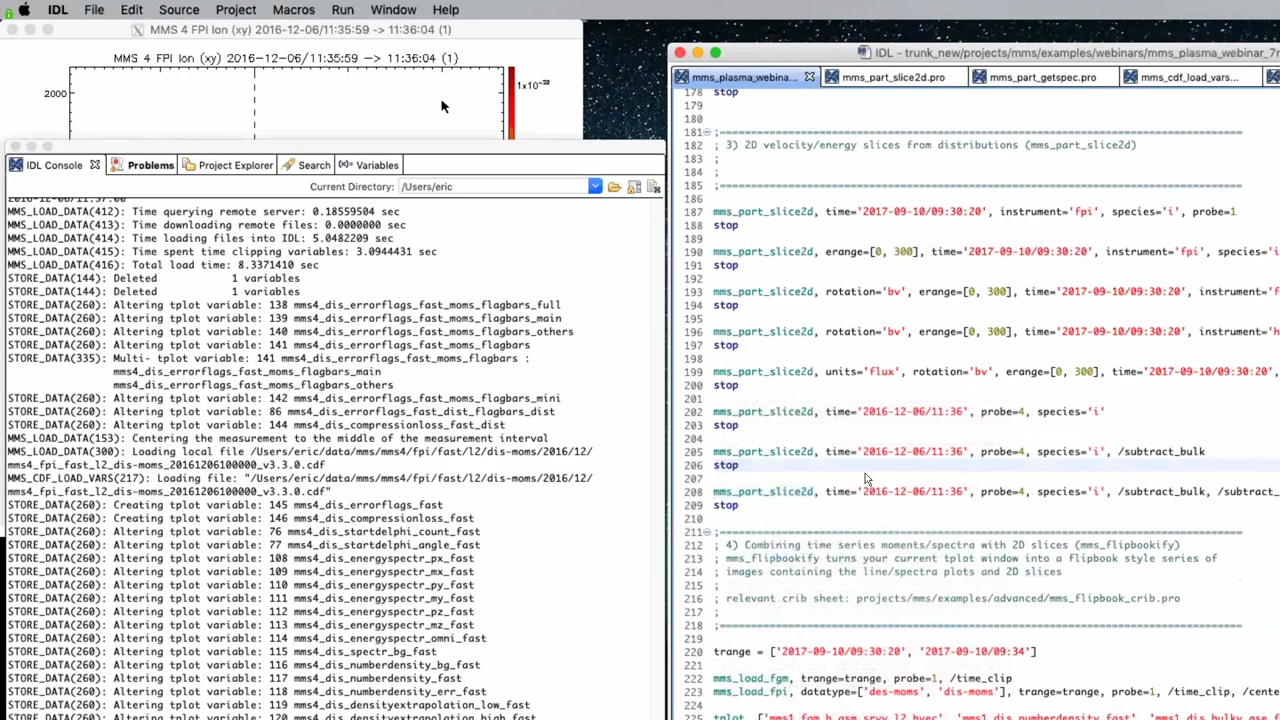 IDL File Edit Source Project Macros Run Window Help
MMS 4 FPI Ion (xy) 2016-12-06/11:35:59 -> 11:36:04 (1)
MMS 4 FPI Ion (xy) 2016-12-06/11:35:59 -> 11:36:04 (1)
2000
IDL Console Problems Project Explorer Search Variables
Current Directory: /Users/eric
MMS_LOAD_DATA(412): Time querying remote server: 0.18559504 sec
MMS_LOAD_DATA(413): Time downloading remote files: 0.0000000 sec
MMS_LOAD_DATA(414): Time loading files into IDL: 5.0482209 sec
MMS_LOAD_DATA(415): Time spent time clipping variables: 3.0944431 sec
MMS_LOAD_DATA(416): Total load time: 8.3371410 sec
STORE_DATA(144): Deleted 1 variables
STORE_DATA(144): Deleted 1 variables
STORE_DATA(260): Altering tplot variable: 138 mms4_dis_errorflags_fast_moms_flagbars_full
STORE_DATA(260): Altering tplot variable: 139 mms4_dis_errorflags_fast_moms_flagbars_main
STORE_DATA(260): Altering tplot variable: 140 mms4_dis_errorflags_fast_moms_flagbars_others
STORE_DATA(260): Altering tplot variable: 141 mms4_dis_errorflags_fast_moms_flagbars
STORE_DATA(335): Multi- tplot variable: 141 mms4_dis_errorflags_fast_moms_flagbars :
mms4_dis_errorflags_fast_moms_flagbars_main
mms4_dis_errorflags_fast_moms_flagbars_others
STORE_DATA(260): Altering tplot variable: 142 mms4_dis_errorflags_fast_moms_flagbars_mini
STORE_DATA(260): Altering tplot variable: 86 mms4_dis_errorflags_fast_dist_flagbars_dist
STORE_DATA(260): Altering tplot variable: 144 mms4_dis_compressionloss_fast_dist
MMS_LOAD_DATA(153): Centering the measurement to the middle of the measurement interval
MMS_LOAD_DATA(300): Loading local file /Users/eric/data/mms/mms4/fpi/fast/l2/dis-moms/2016/12/
mms4_fpi_fast_l2_dis-moms_20161206100000_v3.3.0.cdf
MMS_CDF_LOAD_VARS(217): Loading file: "/Users/eric/data/mms/mms4/fpi/fast/l2/dis-moms/2016/12/
mms4_fpi_fast_l2_dis-moms_20161206100000_v3.3.0.cdf"
STORE_DATA(260): Creating tplot variable: 145 mms4_dis_errorflags_fast
STORE_DATA(260): Creating tplot variable: 146 mms4_dis_compressionloss_fast
STORE_DATA(260): Altering tplot variable: 76 mms4_dis_startdelphi_count_fast
STORE_DATA(260): Altering tplot variable: 77 mms4_dis_startdelphi_angle_fast
STORE_DATA(260): Altering tplot variable: 108 mms4_dis_energyspectr_px_fast
STORE_DATA(260): Altering tplot variable: 109 mms4_dis_energyspectr_mx_fast
STORE_DATA(260): Altering tplot variable: 110 mms4_dis_energyspectr_py_fast
STORE_DATA(260): Altering tplot variable: 111 mms4_dis_energyspectr_my_fast
STORE_DATA(260): Altering tplot variable: 112 mms4_dis_energyspectr_pz_fast
STORE_DATA(260): Altering tplot variable: 113 mms4_dis_energyspectr_mz_fast
STORE_DATA(260): Altering tplot variable: 114 mms4_dis_energyspectr_omni_fast
STORE_DATA(260): Altering tplot variable: 115 mms4_dis_spectr_bg_fast
STORE_DATA(260): Altering tplot variable: 116 mms4_dis_numberdensity_bg_fast
STORE_DATA(260): Altering tplot variable: 117 mms4_dis_numberdensity_fast
STORE_DATA(260): Altering tplot variable: 118 mms4_dis_numberdensity_err_fast
STORE_DATA(260): Altering tplot variable: 119 mms4_dis_densityextrapolation_low_fast
STORE_DATA(260): Altering tplot variable: 120 mms4_dis_densityextrapolation_high_fast
IDL - trunk_new/projects/mms/examples/webinars/mms_plasma_webinar_7
mms_plasma_webina... mms_part_slice2d.pro mms_part_getspec.pro mms_cdf_load_vars...
178 stop
179
180
181 ;===============================================================================
182 ; 3) 2D velocity/energy slices from distributions (mms_part_slice2d)
183 ;
184 ;
185 ;===============================================================================
186
187 mms_part_slice2d, time='2017-09-10/09:30:20', instrument='fpi', species='i', probe=1
188 stop
189
190 mms_part_slice2d, erange=[0, 300], time='2017-09-10/09:30:20', instrument='fpi', species='i
191 stop
192
193 mms_part_slice2d, rotation='bv', erange=[0, 300], time='2017-09-10/09:30:20', instrument='f
194 stop
195
196 mms_part_slice2d, rotation='bv', erange=[0, 300], time='2017-09-10/09:30:20', instrument='h
197 stop
198
199 mms_part_slice2d, units='flux', rotation='bv', erange=[0, 300], time='2017-09-10/09:30:20',
200 stop
201
202 mms_part_slice2d, time='2016-12-06/11:36', probe=4, species='i'
203 stop
204
205 mms_part_slice2d, time='2016-12-06/11:36', probe=4, species='i', /subtract_bulk
206 stop
207
208 mms_part_slice2d, time='2016-12-06/11:36', probe=4, species='i', /subtract_bulk, /subtract_
209 stop
210
211 ;===============================================================================
212 ; 4) Combining time series moments/spectra with 2D slices (mms_flipbookify)
213 ; mms_flipbookify turns your current tplot window into a flipbook style series of
214 ; images containing the line/spectra plots and 2D slices
215 ;
216 ; relevant crib sheet: projects/mms/examples/advanced/mms_flipbook_crib.pro
217 ;
218 ;===============================================================================
219
220 trange = ['2017-09-10/09:30:20', '2017-09-10/09:34']
221
222 mms_load_fgm, trange=trange, probe=1, /time_clip
223 mms_load_fpi, datatype=['des-moms', 'dis-moms'], trange=trange, probe=1, /time_clip, /cente
224